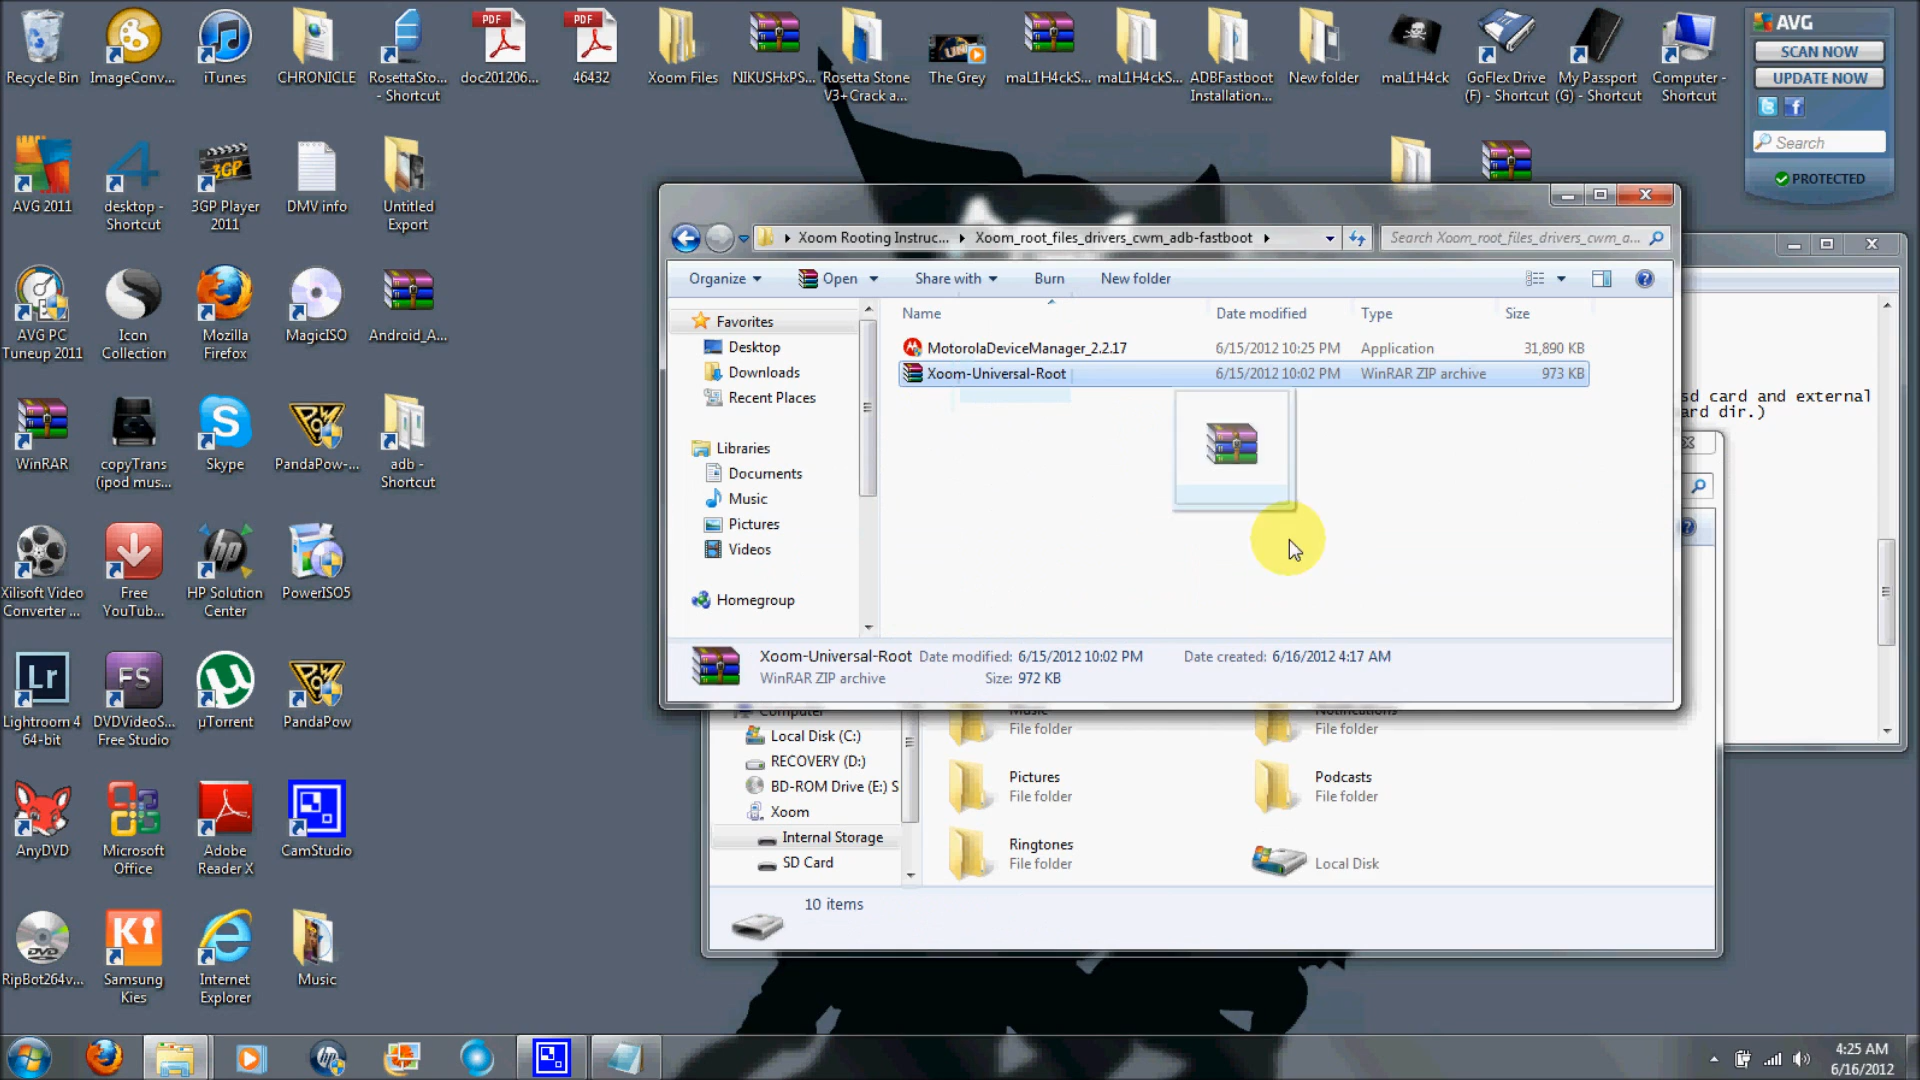 Recycle Bin
ImageConv...
iTunes
CHRONICLE
RosettaSto...
- Shortcut
PDF
doc201206...
PDF
46432
Xoom Files
NIKUSHxPS...
Rosetta Stone
V3+Crack a...
The Grey
maL1H4ckS...
maL1H4ckS...
ADBFastboot
Installation...
New folder
maL1H4ck
GoFlex Drive
(F) - Shortcut
My Passport
(G) - Shortcut
Computer -
Shortcut
AVG
SCAN NOW
UPDATE NOW
Search
PROTECTED
AVG 2011
desktop -
Shortcut
3GP
3GP Player
2011
DMV info
Untitled
Export
AVG PC
Tuneup 2011
Icon
Collection
Mozilla
Firefox
MagicISO
Android_A...
WinRAR
copyTrans
(ipod mus...
Skype
PandaPow-...
adb -
Shortcut
Xilisoft Video
Converter ...
Free
YouTub...
HP Solution
Center
PowerISO5
Lr
Lightroom 4
64-bit
FS
DVDVideoS...
Free Studio
µTorrent
PandaPow
AnyDVD
Microsoft
Office
Adobe
Reader X
CamStudio
DVD
RipBot264v...
Ki
Samsung
Kies
Internet
Explorer
Music
Xoom Rooting Instruc...
Xoom_root_files_drivers_cwm_adb-fastboot
Search Xoom_root_files_drivers_cwm_a...
Organize
Open
Share with
Burn
New folder
Favorites
Desktop
Downloads
Recent Places
Libraries
Documents
Music
Pictures
Videos
Homegroup
Name
Date modified
Type
Size
MotorolaDeviceManager_2.2.17
6/15/2012 10:25 PM
Application
31,890 KB
Xoom-Universal-Root
6/15/2012 10:02 PM
WinRAR ZIP archive
973 KB
Xoom-Universal-Root Date modified: 6/15/2012 10:02 PM
Date created: 6/16/2012 4:17 AM
WinRAR ZIP archive
Size: 972 KB
sd card and external
ard dir.)
Computer
Local Disk (C:)
RECOVERY (D:)
BD-ROM Drive (E:) S
Xoom
Internal Storage
SD Card
Music
File folder
Notifications
File folder
Pictures
File folder
Podcasts
File folder
Ringtones
File folder
Local Disk
10 items
4:25 AM
6/16/2012